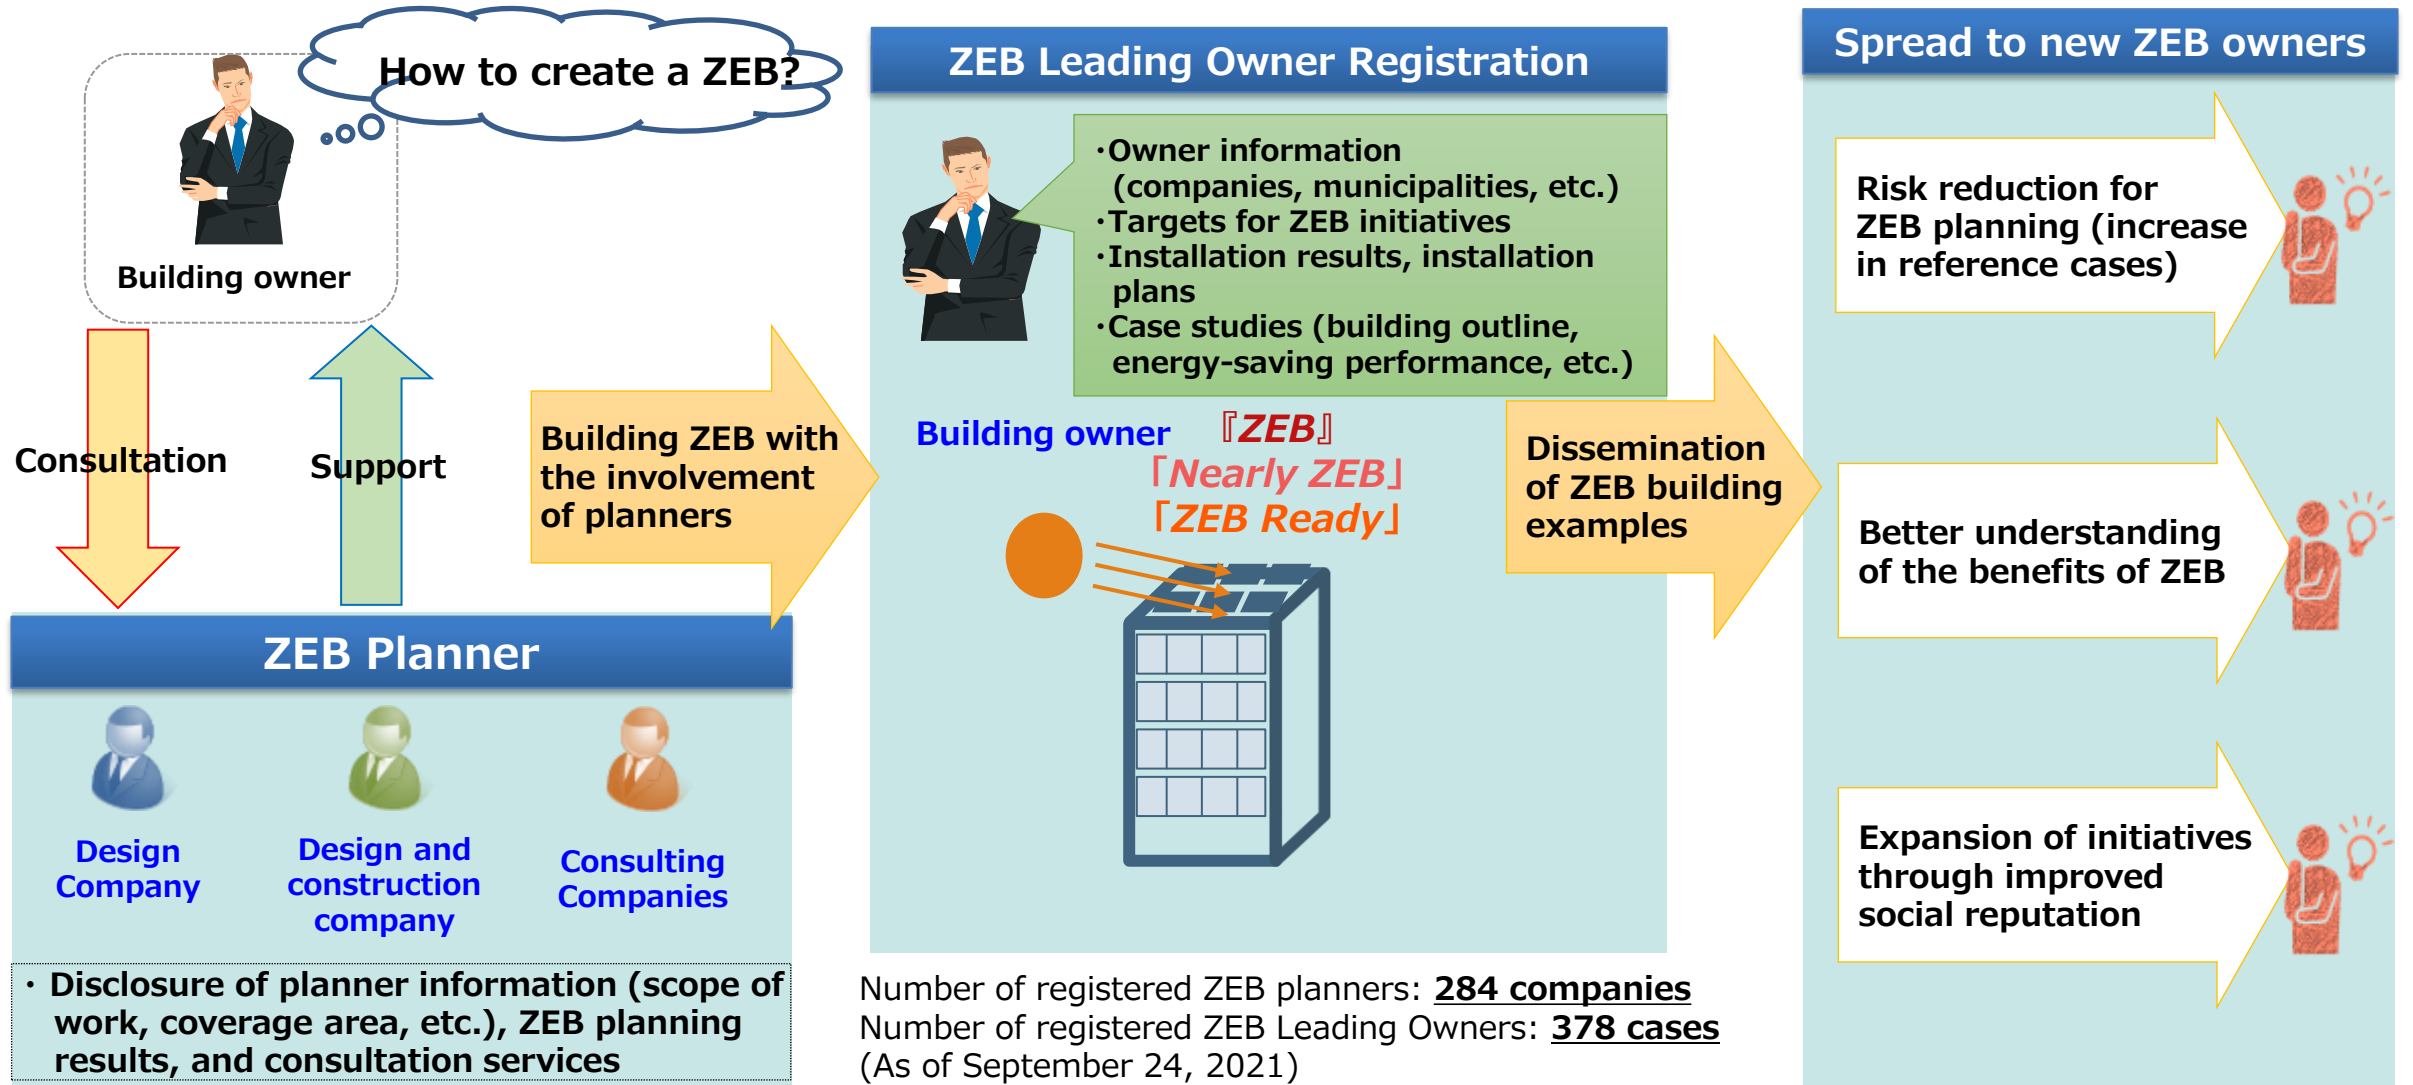 How to create a ZEB?
Building owner
Consultation
Support
ZEB Planner
Design
Company
Design and
construction
company
Consulting
Companies
・Disclosure of planner information (scope of
work, coverage area, etc.), ZEB planning
results, and consultation services
Building ZEB with
the involvement
of planners
ZEB Leading Owner Registration
・Owner information
(companies, municipalities, etc.)
・Targets for ZEB initiatives
・Installation results, installation
plans
・Case studies (building outline,
energy-saving performance, etc.)
Building owner
『ZEB』
「Nearly ZEB」
「ZEB Ready」
Number of registered ZEB planners: 284 companies
Number of registered ZEB Leading Owners: 378 cases
(As of September 24, 2021)
Dissemination
of ZEB building
examples
Spread to new ZEB owners
Risk reduction for
ZEB planning (increase
in reference cases)
Better understanding
of the benefits of ZEB
Expansion of initiatives
through improved
social reputation